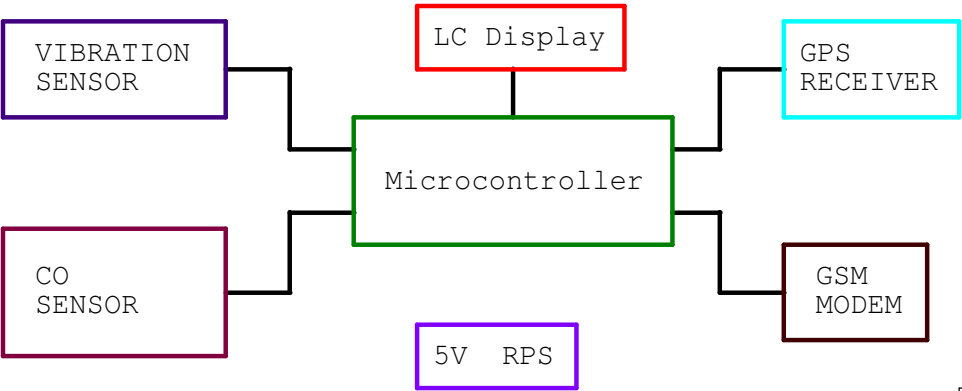 LC Display
VIBRATION
SENSOR
GPS
RECEIVER
Microcontroller
CO
SENSOR
GSM
MODEM
5V RPS